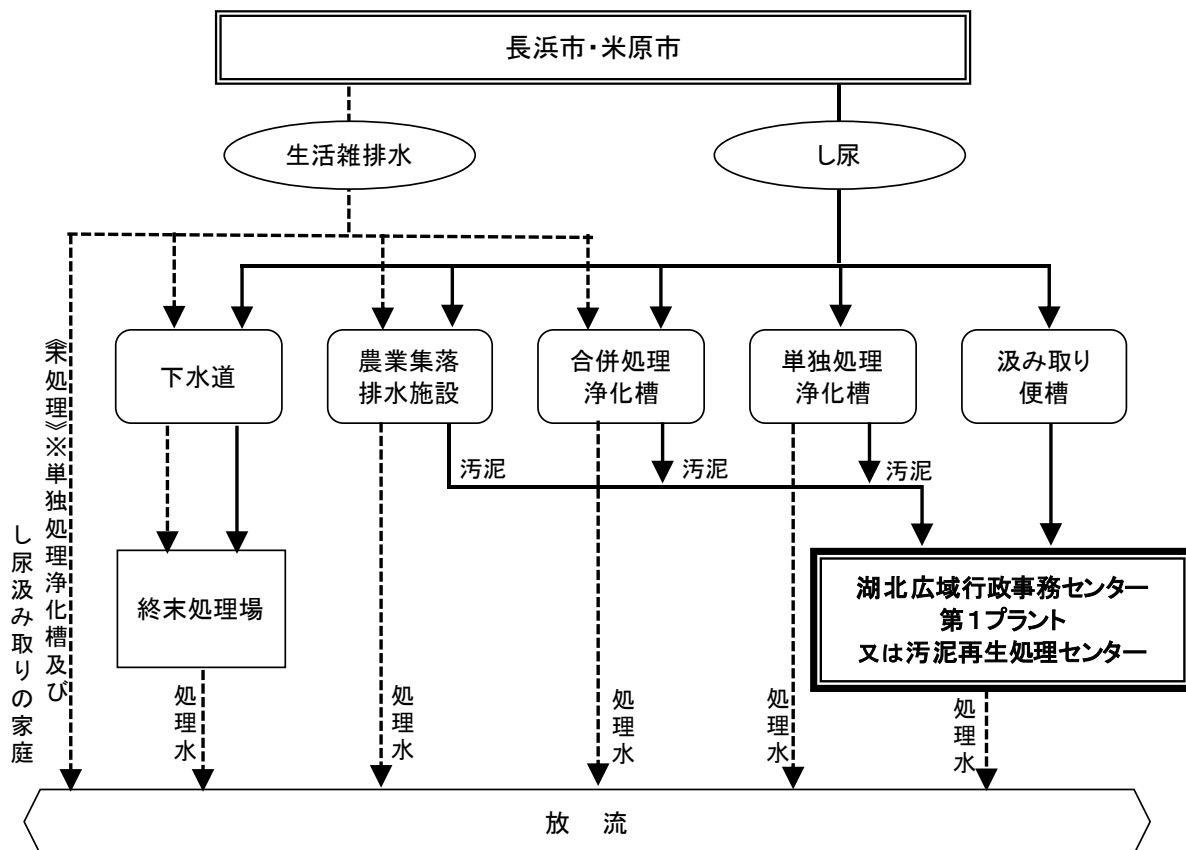 長浜市・米原市
生活雑排水
し尿
下水道
農業集落
排水施設
合併処理
浄化槽
単独処理
浄化槽
汲み取り
便槽
《未処理》※単独処理浄化槽及び
し尿汲み取りの家庭
汚泥
汚泥
汚泥
終末処理場
湖北広域行政事務センター
第１プラント
又は汚泥再生処理センター
処理水
処理水
処理水
処理水
処理水
放 流